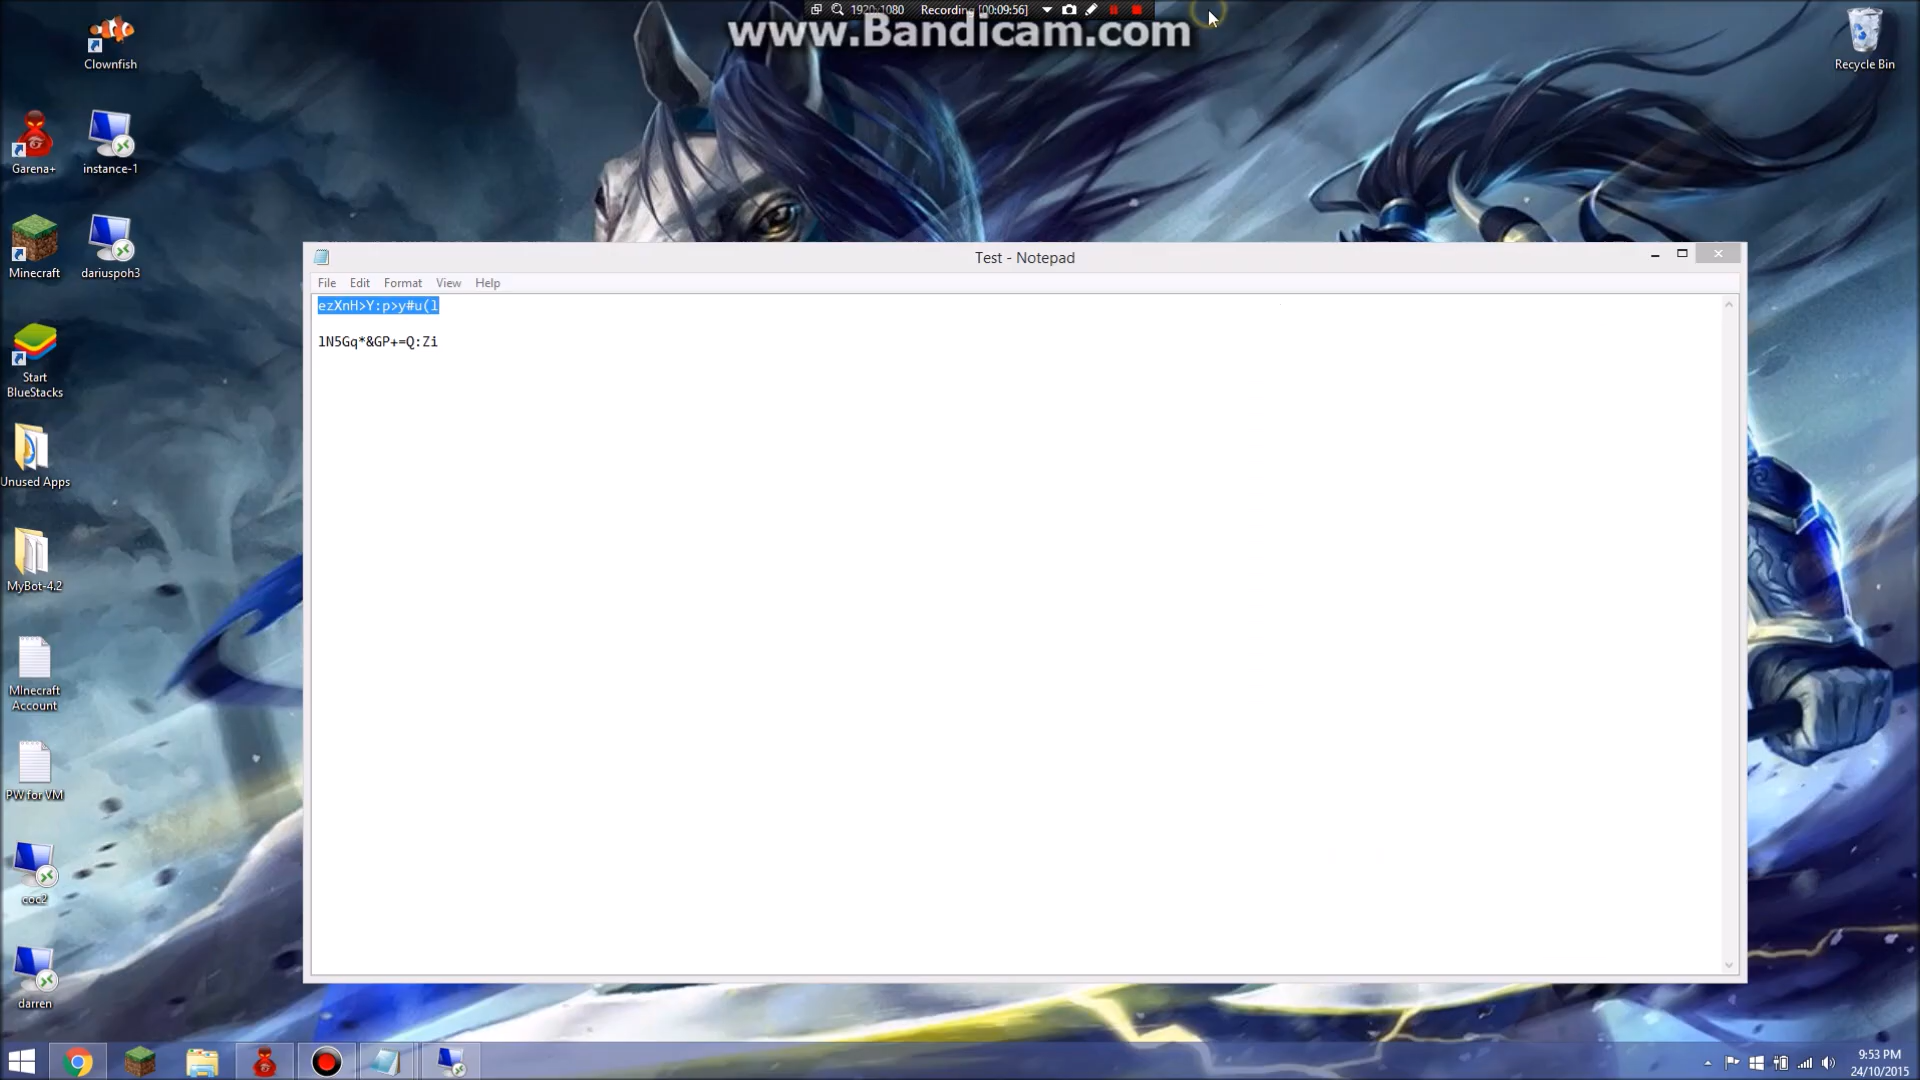 1920x1080 Recording [00:09:56]
www.Bandicam.com
Clownfish
Recycle Bin
Garena+
instance-1
Minecraft
dariuspoh3
Test - Notepad
File Edit Format View Help
ezXnH>Y:p>y#u(l
lN5Gq*&GP+=Q:Zi
Start
BlueStacks
Unused Apps
MyBot-4.2
MInecraft
Account
PW for VM
coc2
darren
9:53 PM
24/10/2015